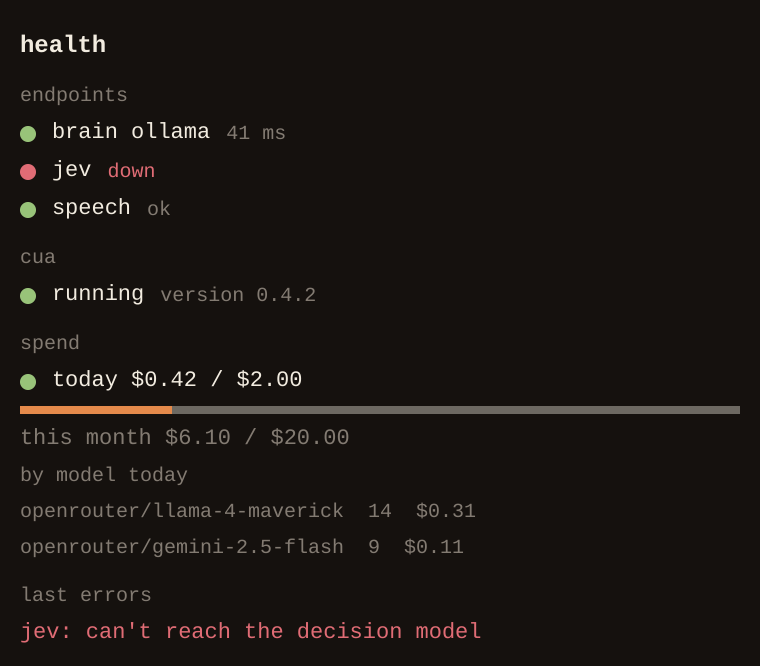 health
endpoints
brain ollama 41 ms
jev down
speech ok
cua
running version 0.4.2
spend
today $0.42 / $2.00
this month $6.10 / $20.00
by model today
openrouter/llama-4-maverick 14 $0.31
openrouter/gemini-2.5-flash 9 $0.11
last errors
jev: can't reach the decision model